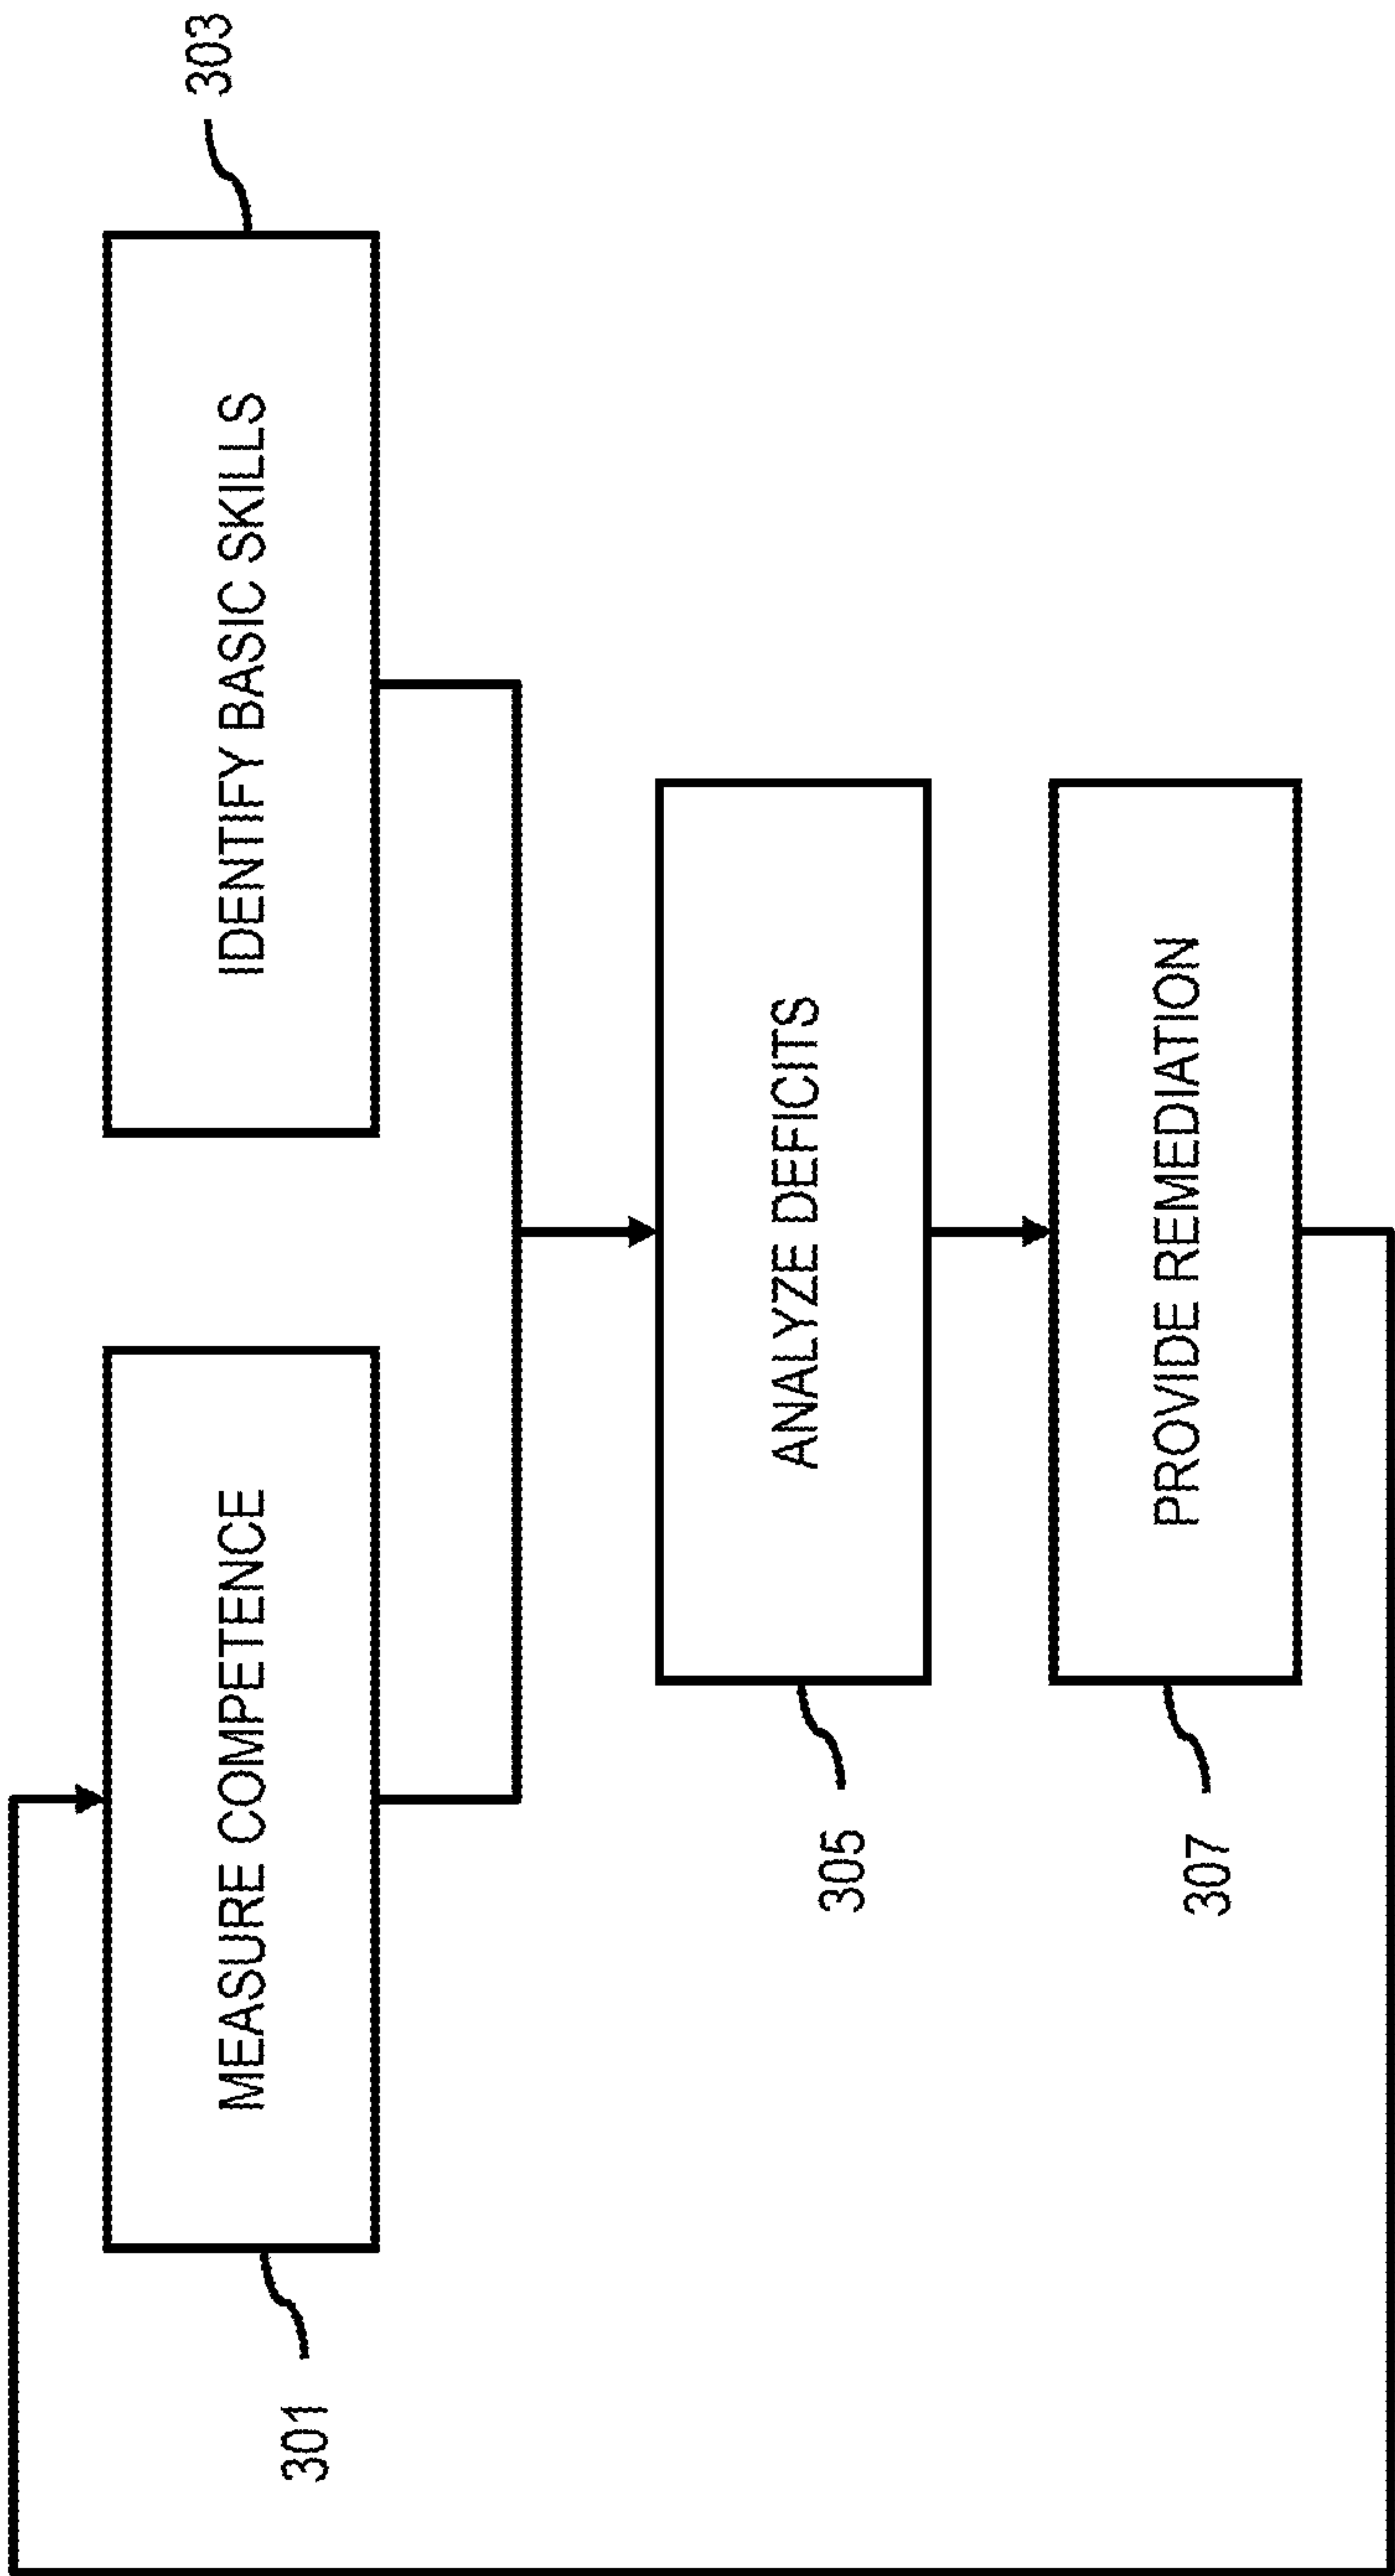 301
MEASURE COMPETENCE
IDENTIFY BASIC SKILLS
303
305
ANALYZE DEFICITS
307
PROVIDE REMEDIATION